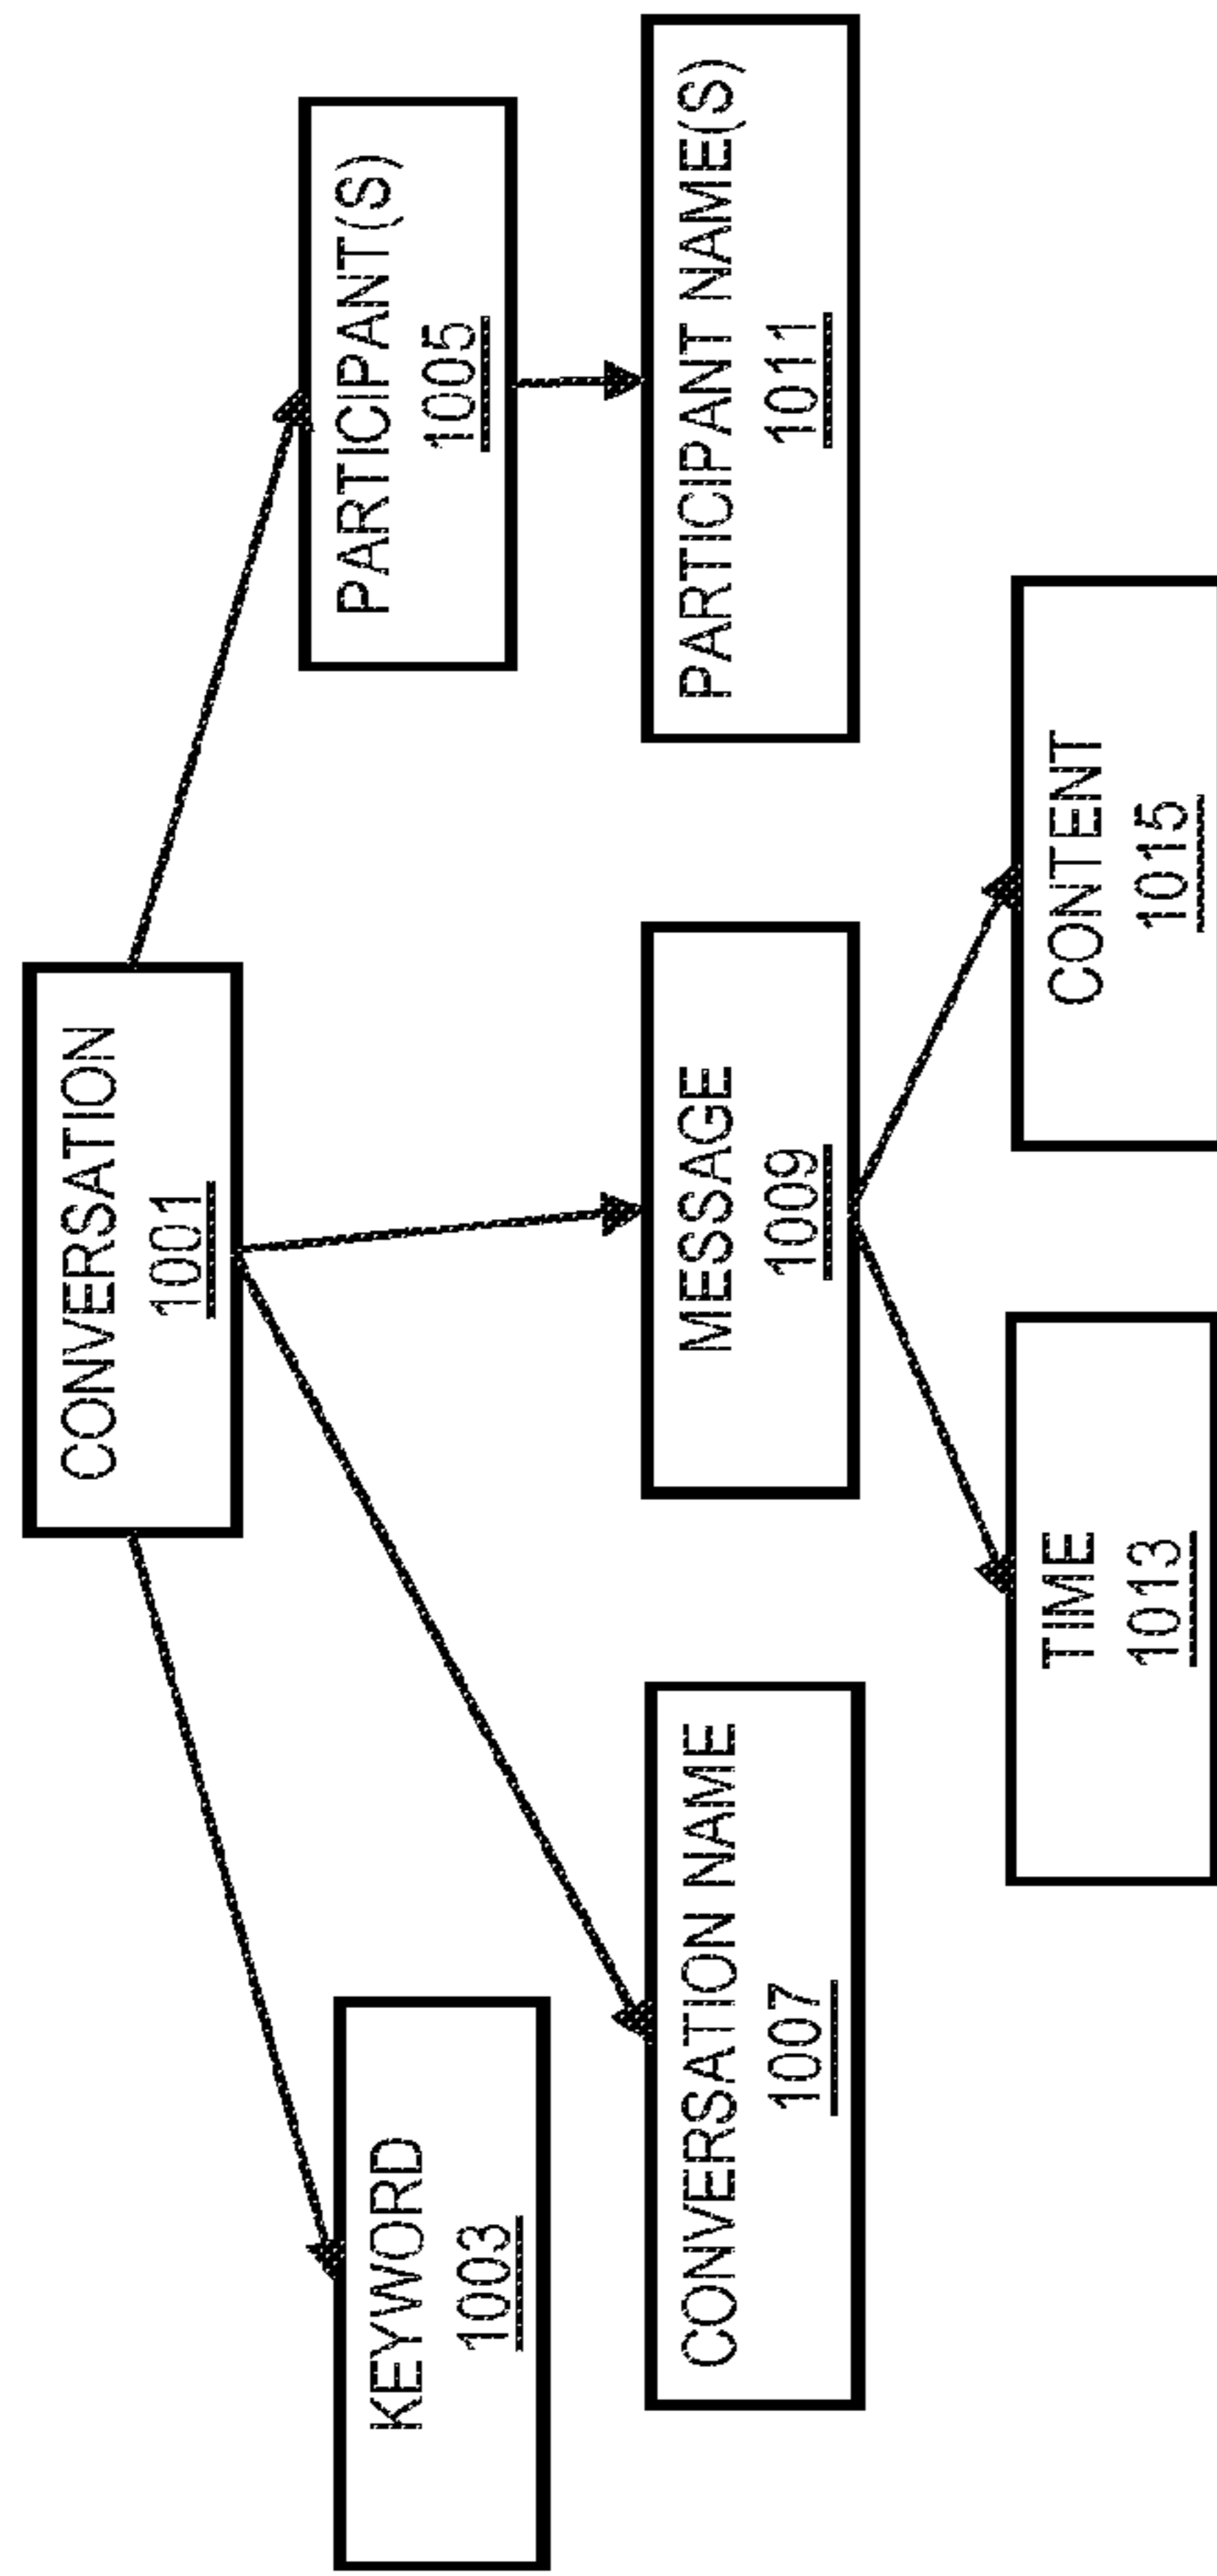 CONVERSATION
1001
KEYWORD
1003
PARTICIPANT(S)
1005
CONVERSATION NAME
1007
MESSAGE
1009
PARTICIPANT NAME(S)
1011
TIME
1013
CONTENT
1015